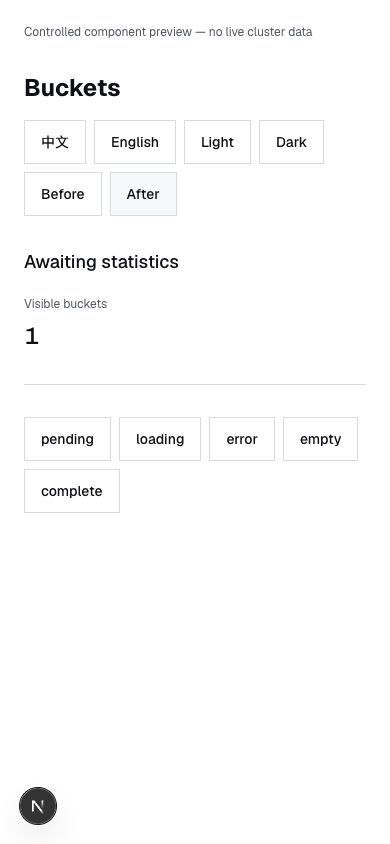 Controlled component preview — no live cluster data
Buckets
中文 English Light Dark
Before After
Awaiting statistics
Visible buckets
1
pending loading error empty
complete
N